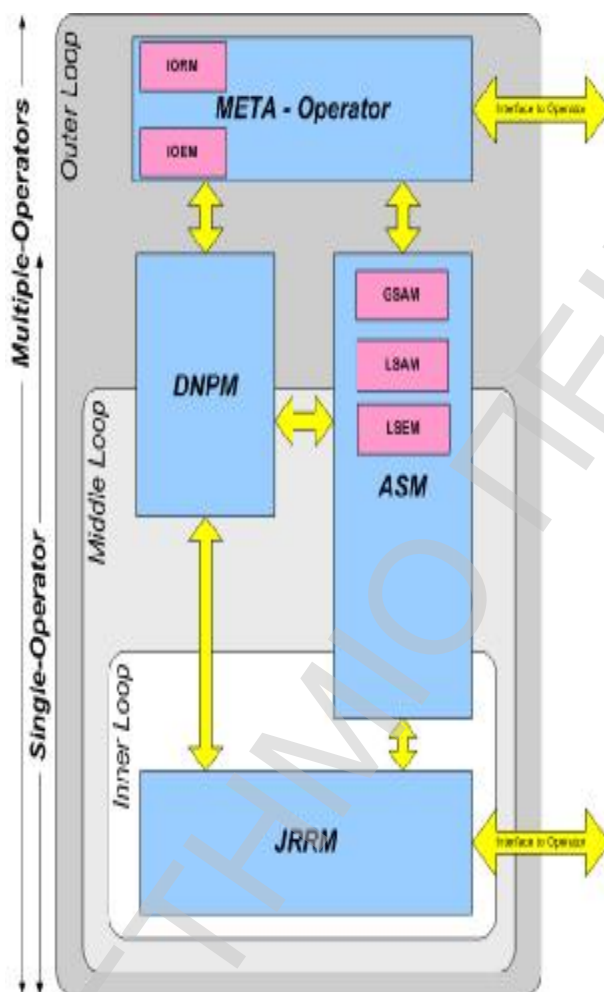 Outer Loop
IORM
META - Operator
IOEM
Interface to Operator
Multiple-Operators
GSAM
LSAM
DNPM
LSEM
ASM
Middle Loop
Single-Operator
Inner Loop
JRRM
Interface to Operator